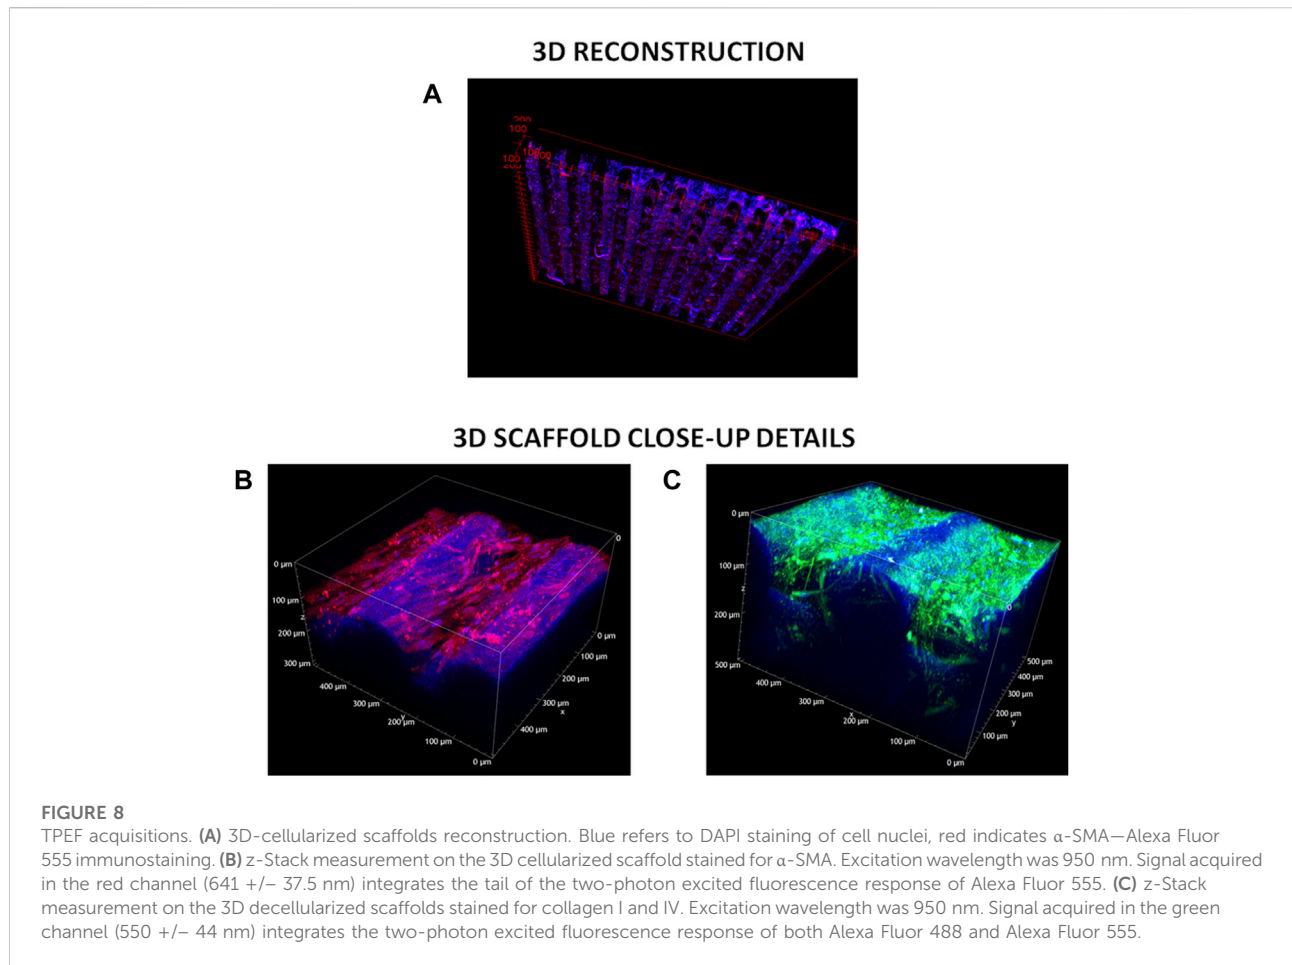 3D RECONSTRUCTION
A
200
100
100
100
200
200
3D SCAFFOLD CLOSE-UP DETAILS
B
0
0 µm
100 µm
z
200 µm
300 µm
400 µm
300 µm
y
200 µm
100 µm
0 µm
0 µm
100 µm
200 µm
300 µm
x
400 µm
C
0 µm
100 µm
z
200 µm
500 µm
400 µm
300 µm
x
200 µm
100 µm
0 µm
0
500 µm
400 µm
300 µm
200 µm
y
100 µm
FIGURE 8
TPEF acquisitions. (A) 3D-cellularized scaffolds reconstruction. Blue refers to DAPI staining of cell nuclei, red indicates α-SMA—Alexa Fluor
555 immunostaining. (B) z-Stack measurement on the 3D cellularized scaffold stained for α-SMA. Excitation wavelength was 950 nm. Signal acquired
in the red channel (641 +/− 37.5 nm) integrates the tail of the two-photon excited fluorescence response of Alexa Fluor 555. (C) z-Stack
measurement on the 3D decellularized scaffolds stained for collagen I and IV. Excitation wavelength was 950 nm. Signal acquired in the green
channel (550 +/− 44 nm) integrates the two-photon excited fluorescence response of both Alexa Fluor 488 and Alexa Fluor 555.